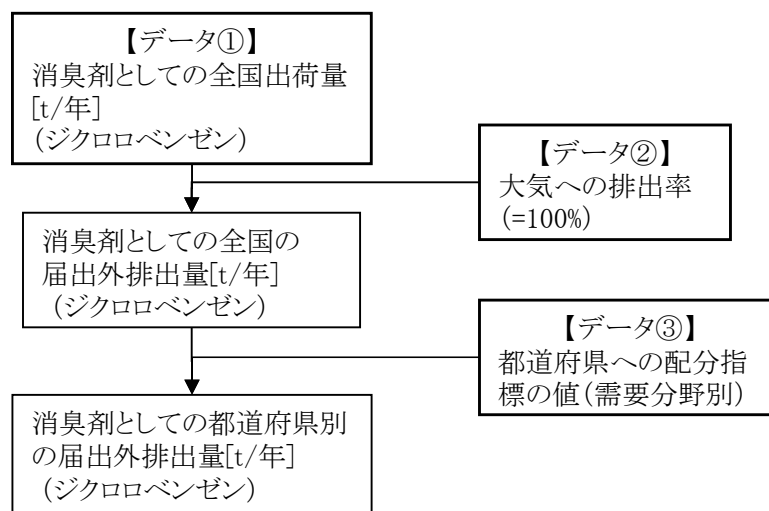 【データ①】
消臭剤としての全国出荷量
[t/年]
(ジクロロベンゼン)
【データ②】
大気への排出率
(=100%)
消臭剤としての全国の
届出外排出量[t/年]
(ジクロロベンゼン)
【データ③】
都道府県への配分指
標の値(需要分野別)
消臭剤としての都道府県別
の届出外排出量[t/年]
(ジクロロベンゼン)